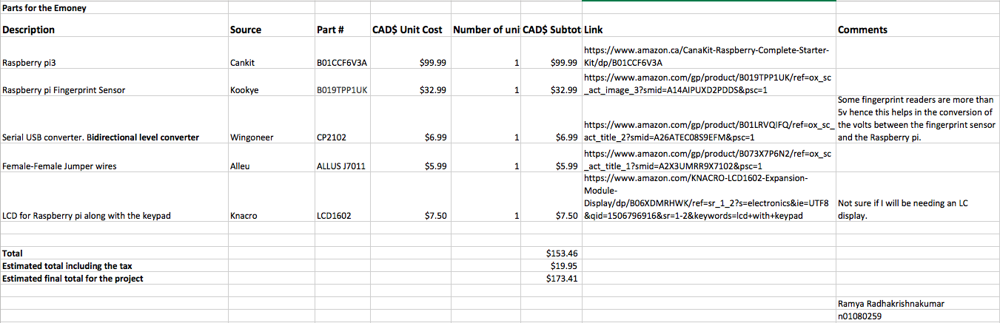 Parts for the Emoney
Description Source Part # CAD$ Unit Cost Number of uni CAD$ Subtot Link Comments
https://www.amazon.ca/CanaKit-Raspberry-Complete-Starter-
Raspberry pi3 Cankit B01CCF6V3A $99.99 1 $99.99 Kit/dp/B01CCF6V3A
https://www.amazon.com/gp/product/B019TPP1UK/ref=ox_sc
Raspberry pi Fingerprint Sensor Kookye B019TPP1UK $32.99 1 $32.99 _act_image_3?smid=A14AIPUXD2PDDS&psc=1
Some fingerprint readers are more than
5v hence this helps in the conversion of
https://www.amazon.com/gp/product/B01LRVQIFQ/ref=ox_sc_ the volts between the fingerprint sensor
Serial USB converter. Bidirectional level converter Wingoneer CP2102 $6.99 1 $6.99 act_title_2?smid=A26ATEC08S9EFM&psc=1 and the Raspberry pi.
https://www.amazon.com/gp/product/B073X7P6N2/ref=ox_sc
Female-Female Jumper wires Alleu ALLUS J7011 $5.99 1 $5.99 _act_title_1?smid=A2X3UMRR9X7102&psc=1
https://www.amazon.com/KNACRO-LCD1602-Expansion-
Module-
Display/dp/B06XDMRHWK/ref=sr_1_2?s=electronics&ie=UTF8 Not sure if I will be needing an LC
LCD for Raspberry pi along with the keypad Knacro LCD1602 $7.50 1 $7.50 &qid=1506796916&sr=1-2&keywords=lcd+with+keypad display.
Total $153.46
Estimated total including the tax $19.95
Estimated final total for the project $173.41
Ramya Radhakrishnakumar
n01080259